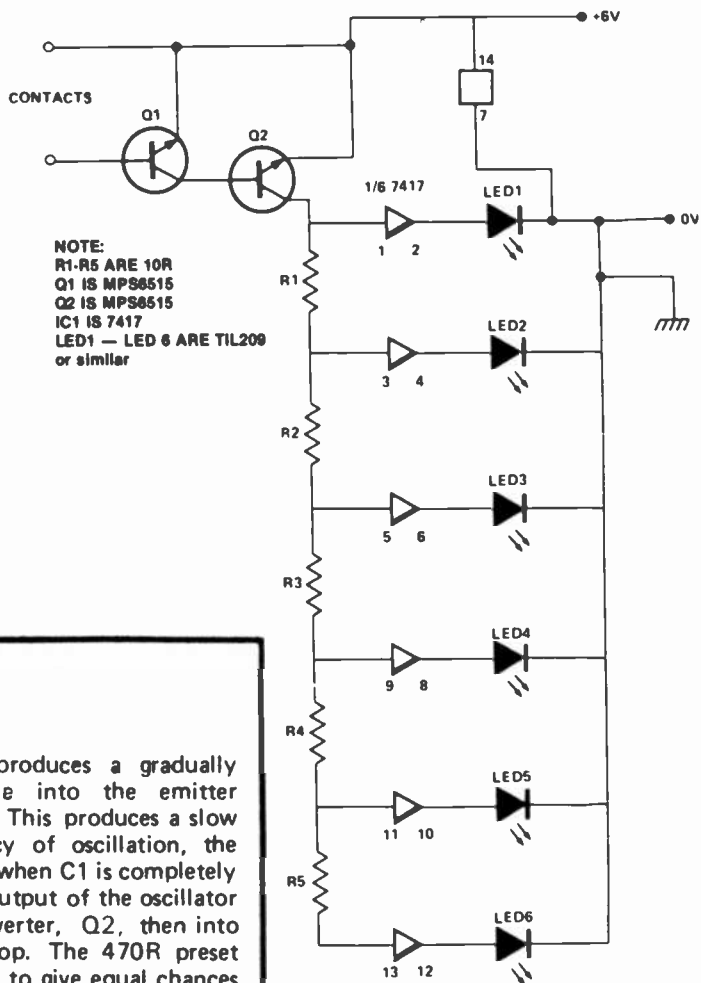 +6V
14
CONTACTS
7
Q1
Q2
1/6 7417
LED1
0V
1 2
NOTE:
R1-R5 ARE 10R
Q1 IS MPS6515
Q2 IS MPS6515
IC1 IS 7417
LED1 — LED 6 ARE TIL209
or similar
R1
LED2
3 4
R2
LED3
5 6
R3
LED4
9 8
R4
LED5
11 10
R5
LED6
13 12
produces a gradually
e into the emitter
This produces a slow
cy of oscillation, the
when C1 is completely
utput of the oscillator
verter, Q2, then into
op. The 470R preset
to give equal chances